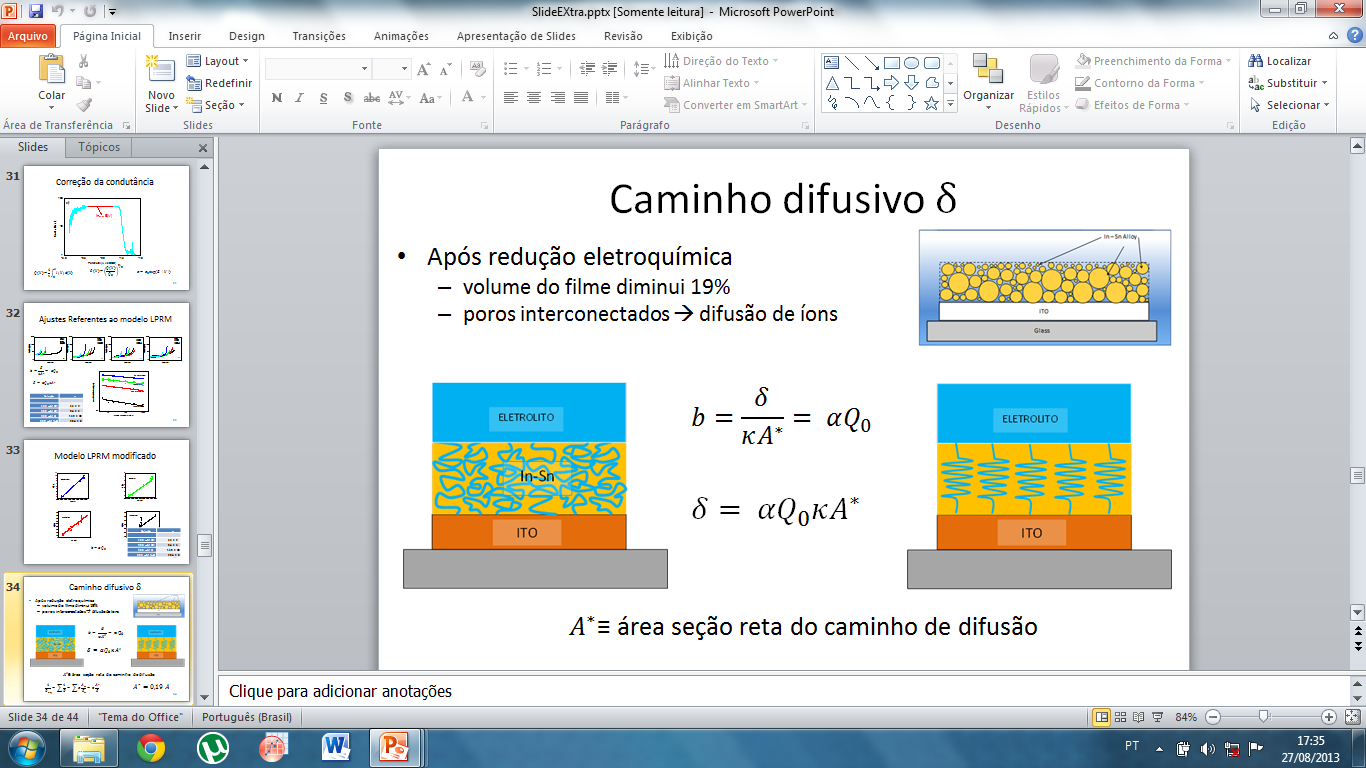 SlideEXtra.pptx [Somente leitura] - Microsoft PowerPoint
Arquivo Página Inicial Inserir Design Transições Animações Apresentação de Slides Revisão Exibição
Colar
Área de Transferência
Novo Slide
Layout
Redefinir
Seção
Slides
N I S S abc AV Aa A
Fonte
Direção do Texto
Alinhar Texto
Converter em SmartArt
Parágrafo
Organizar
Estilos Rápidos
Preenchimento da Forma
Contorno da Forma
Efeitos de Forma
Desenho
Localizar
Substituir
Selecionar
Edição
Slides Tópicos
31
Correção da condutância
32
Ajustes Referentes ao modelo LPRM
33
Modelo LPRM modificado
34
Caminho difusivo δ
A* = 0,19 A
Caminho difusivo δ
• Após redução eletroquímica
– volume do filme diminui 19%
– poros interconectados → difusão de íons
In – Sn Alloy
ITO
Glass
ELETROLITO
In-Sn
ITO
b = δ/κA* = αQ₀
δ = αQ₀κA*
ELETROLITO
ITO
A*≡ área seção reta do caminho de difusão
Clique para adicionar anotações
Slide 34 de 44 "Tema do Office" Português (Brasil) 84%
PT 17:35
27/08/2013